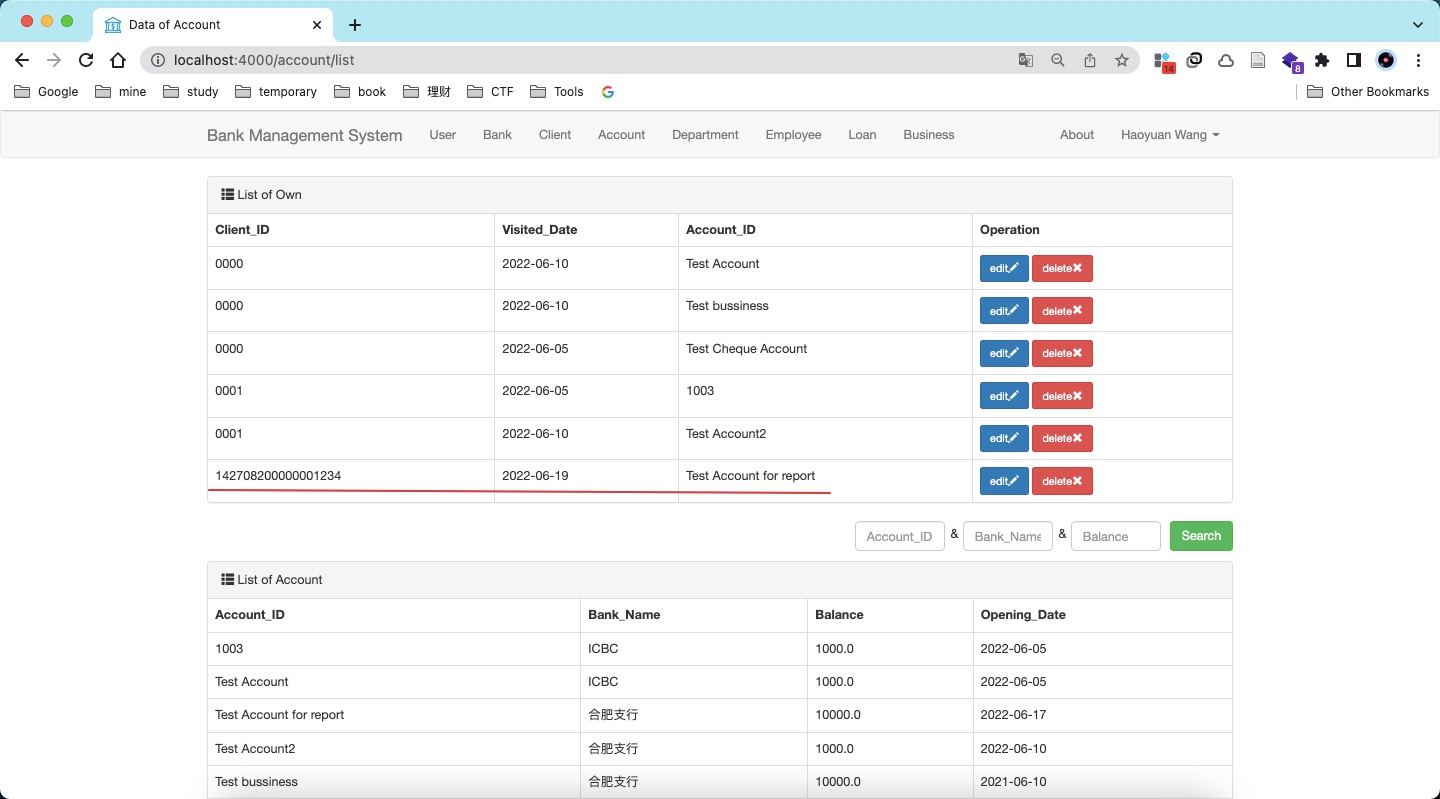 Data of Account
localhost:4000/account/list
14
8
Google mine study temporary book 理财 CTF Tools Other Bookmarks
Bank Management System User Bank Client Account Department Employee Loan Business About Haoyuan Wang
List of Own
Client_ID Visited_Date Account_ID Operation
0000 2022-06-10 Test Account edit delete
0000 2022-06-10 Test bussiness edit delete
0000 2022-06-05 Test Cheque Account edit delete
0001 2022-06-05 1003 edit delete
0001 2022-06-10 Test Account2 edit delete
142708200000001234 2022-06-19 Test Account for report edit delete
Account_ID & Bank_Name & Balance Search
List of Account
Account_ID Bank_Name Balance Opening_Date
1003 ICBC 1000.0 2022-06-05
Test Account ICBC 1000.0 2022-06-05
Test Account for report 合肥支行 10000.0 2022-06-17
Test Account2 合肥支行 1000.0 2022-06-10
Test bussiness 合肥支行 10000.0 2021-06-10